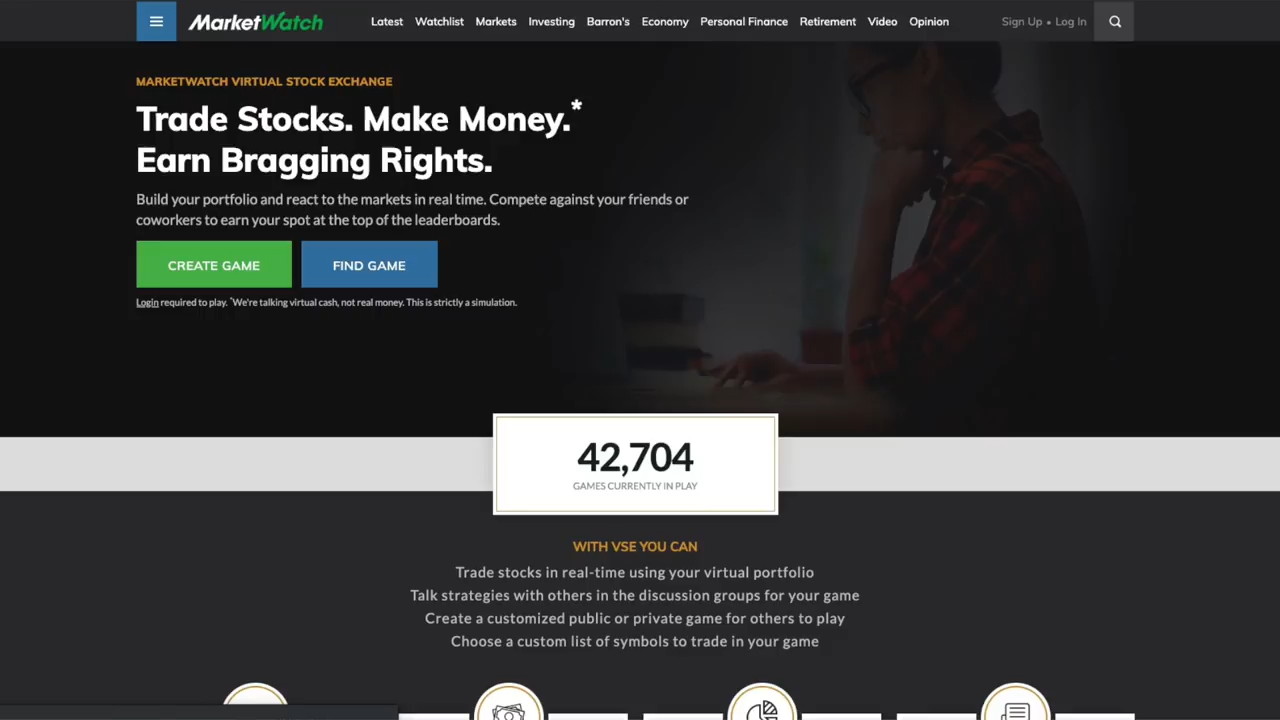 MarketWatch
Latest Watchlist Markets Investing Barron's Economy Personal Finance Retirement Video Opinion
Sign Up • Log In
MARKETWATCH VIRTUAL STOCK EXCHANGE
Trade Stocks. Make Money.*
Earn Bragging Rights.
Build your portfolio and react to the markets in real time. Compete against your friends or
coworkers to earn your spot at the top of the leaderboards.
CREATE GAME FIND GAME
Login required to play. *We're talking virtual cash, not real money. This is strictly a simulation.
42,704
GAMES CURRENTLY IN PLAY
WITH VSE YOU CAN
Trade stocks in real-time using your virtual portfolio
Talk strategies with others in the discussion groups for your game
Create a customized public or private game for others to play
Choose a custom list of symbols to trade in your game